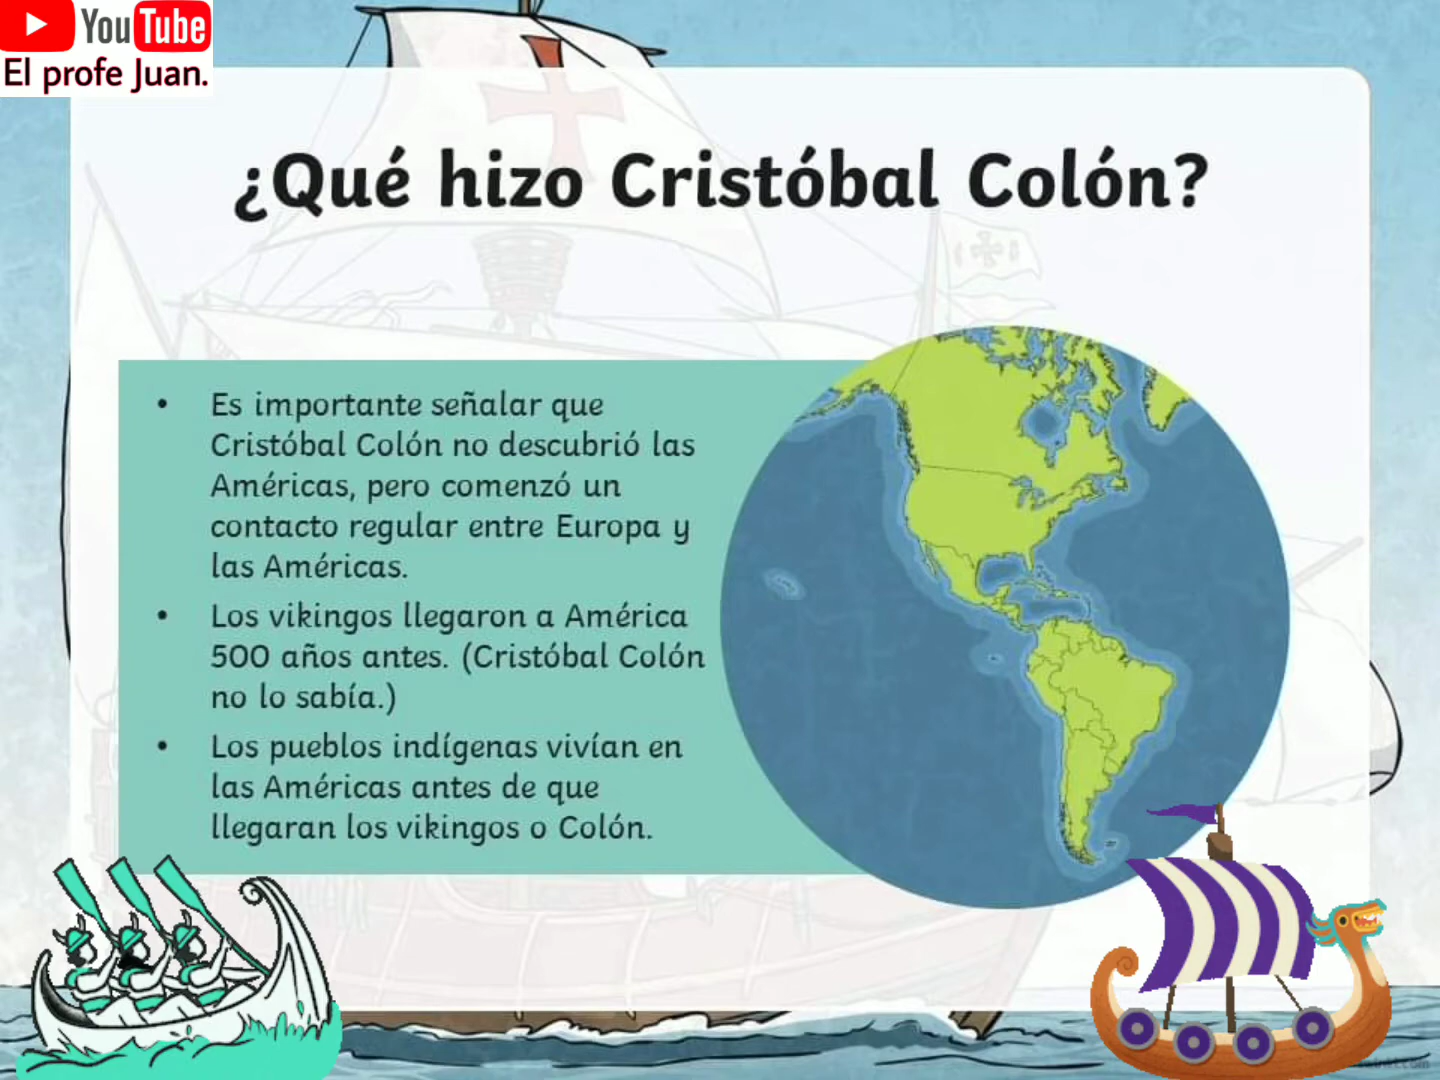 YouTube
El profe Juan.
¿Qué hizo Cristóbal Colón?
• Es importante señalar que
Cristóbal Colón no descubrió las
Américas, pero comenzó un
contacto regular entre Europa y
las Américas.
• Los vikingos llegaron a América
500 años antes. (Cristóbal Colón
no lo sabía.)
• Los pueblos indígenas vivían en
las Américas antes de que
llegaran los vikingos o Colón.